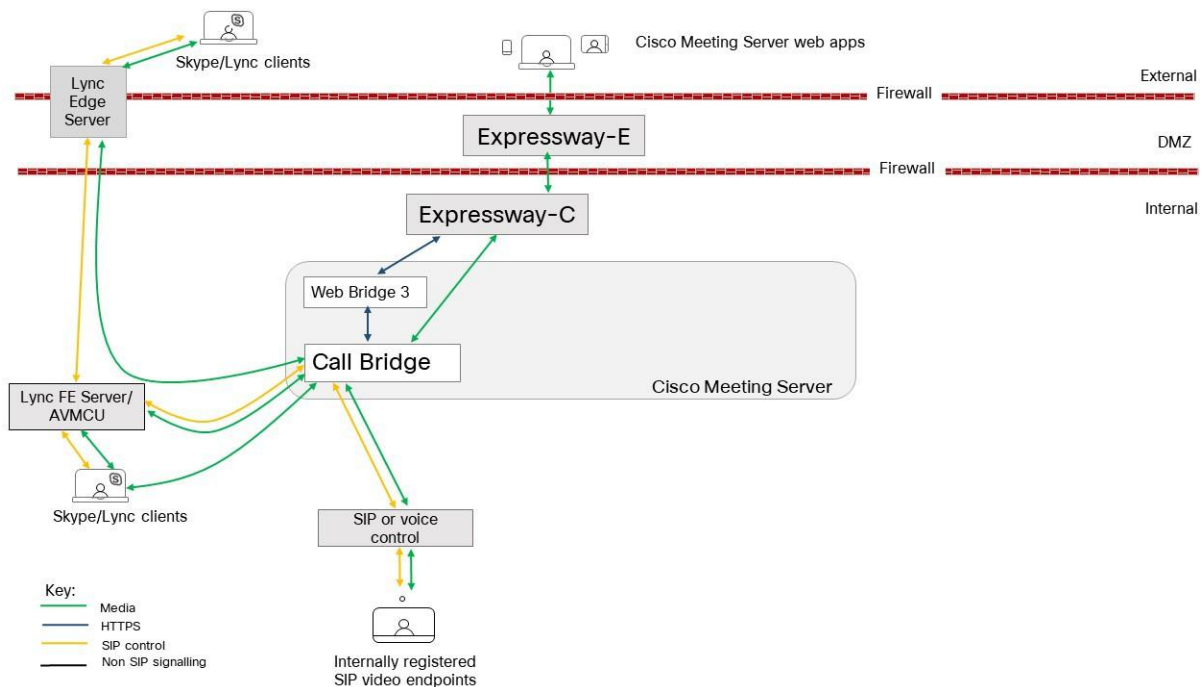 Skype/Lync clients
Cisco Meeting Server web apps
Lync
Edge
Server
External
Firewall
Expressway-E
DMZ
Firewall
Expressway-C
Internal
Web Bridge 3
Call Bridge
Cisco Meeting Server
Lync FE Server/
AVMCU
Skype/Lync clients
SIP or voice
control
Key:
Media
HTTPS
SIP control
Non SIP signalling
Internally registered
SIP video endpoints